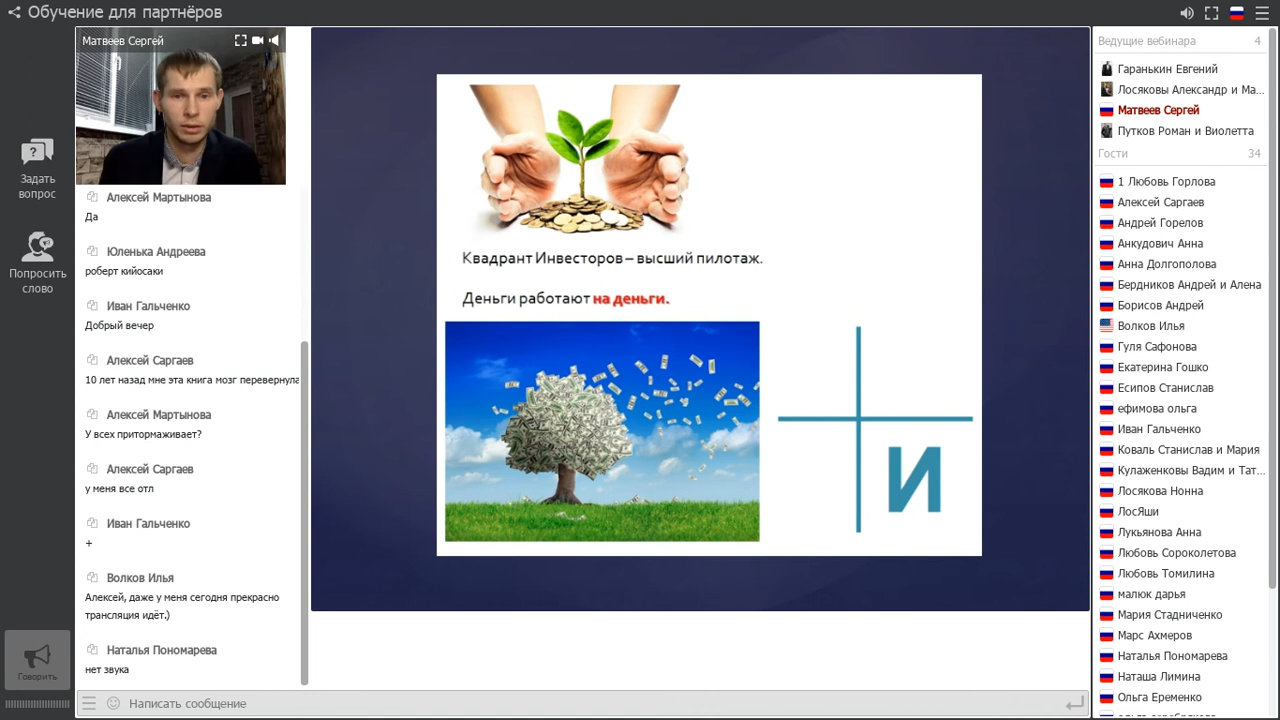 Обучение для партнёров
Матвеев Сергей
Задать
вопрос
Попросить
слово
Говорить
Алексей Мартынова
Да
Юленька Андреева
роберт кийосаки
Иван Гальченко
Добрый вечер
Алексей Саргаев
10 лет назад мне эта книга мозг перевернула
Алексей Мартынова
У всех притормаживает?
Алексей Саргаев
у меня все отл
Иван Гальченко
+
Волков Илья
Алексей, даже у меня сегодня прекрасно
трансляция идёт.)
Наталья Пономарева
нет звука
Написать сообщение
Квадрант Инвесторов – высший пилотаж.
Деньги работают на деньги.
И
Ведущие вебинара 4
Гаранькин Евгений
Лосяковы Александр и Ма...
Матвеев Сергей
Путков Роман и Виолетта
Гости 34
1 Любовь Горлова
Алексей Саргаев
Андрей Горелов
Анкудович Анна
Анна Долгополова
Бердников Андрей и Алена
Борисов Андрей
Волков Илья
Гуля Сафонова
Екатерина Гошко
Есипов Станислав
ефимова ольга
Иван Гальченко
Коваль Станислав и Мария
Кулаженковы Вадим и Тат...
Лосякова Нонна
ЛосЯши
Лукьянова Анна
Любовь Сороколетова
Любовь Томилина
малюк дарья
Мария Стадниченко
Марс Ахмеров
Наталья Пономарева
Наташа Лимина
Ольга Еременко